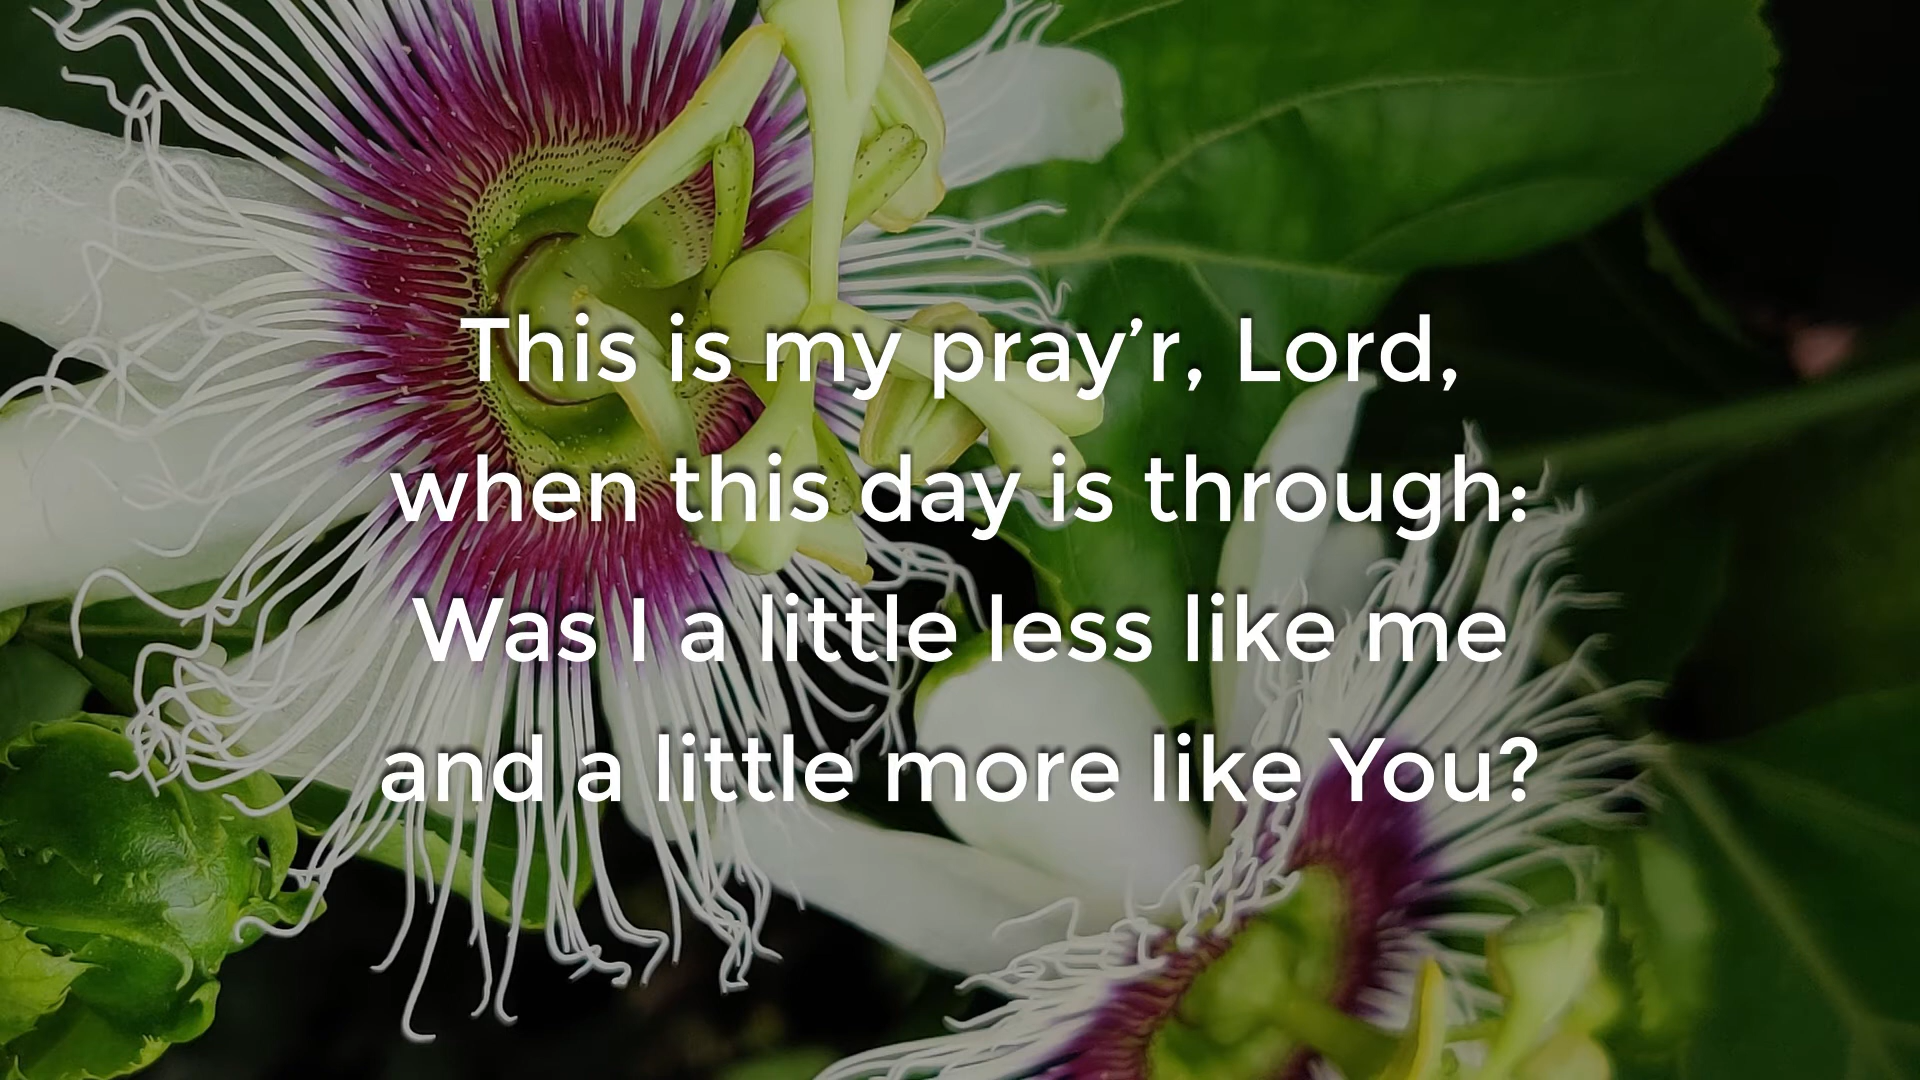 This is my pray’r, Lord,
when this day is through:
Was I a little less like me
and a little more like You?